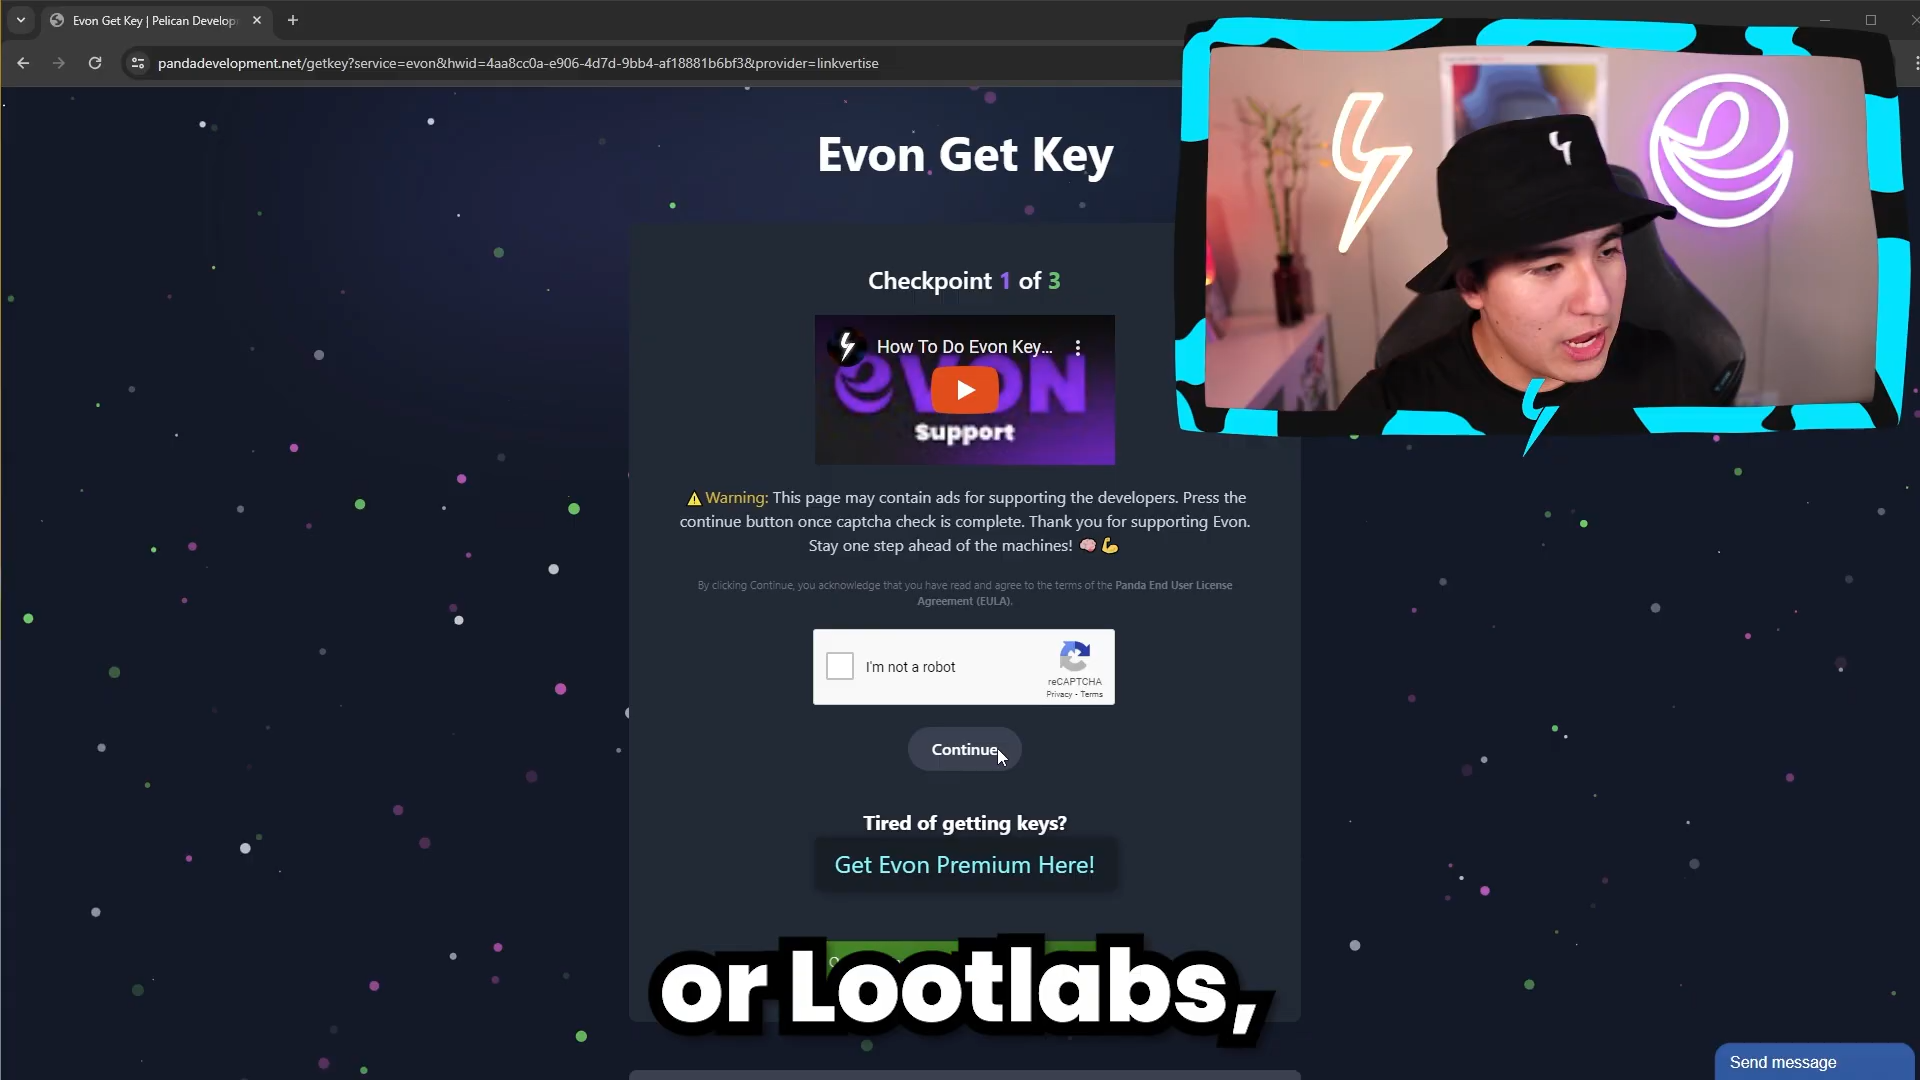 Evon Get Key | Pelican Develop
pandadevelopment.net/getkey?service=evon&hwid=4aa8cc0a-e906-4d7d-9bb4-af18881b6bf3&provider=linkvertise
Evon Get Key
Checkpoint 1 of 3
How To Do Evon Key...
eVON
Support
Warning: This page may contain ads for supporting the developers. Press the
continue button once captcha check is complete. Thank you for supporting Evon.
Stay one step ahead of the machines!
By clicking Continue, you acknowledge that you have read and agree to the terms of the Panda End User License
Agreement (EULA).
I'm not a robot
reCAPTCHA
Privacy - Terms
Continue
Tired of getting keys?
Get Evon Premium Here!
or Lootlabs,
Send message